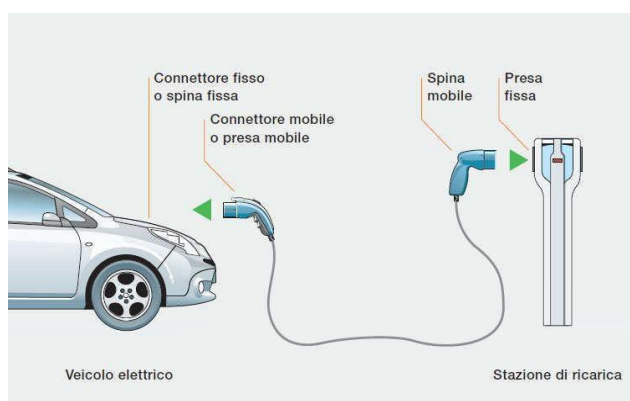 Connettore fisso
o spina fissa
Connettore mobile
o presa mobile
Spina
mobile
Presa
fissa
Veicolo elettrico
Stazione di ricarica